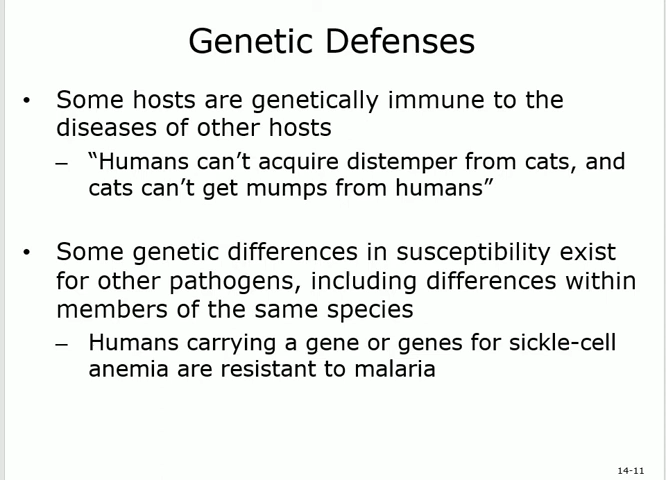 Genetic Defenses
• Some hosts are genetically immune to the
diseases of other hosts
– “Humans can’t acquire distemper from cats, and
cats can’t get mumps from humans”
• Some genetic differences in susceptibility exist
for other pathogens, including differences within
members of the same species
– Humans carrying a gene or genes for sickle-cell
anemia are resistant to malaria
14-11